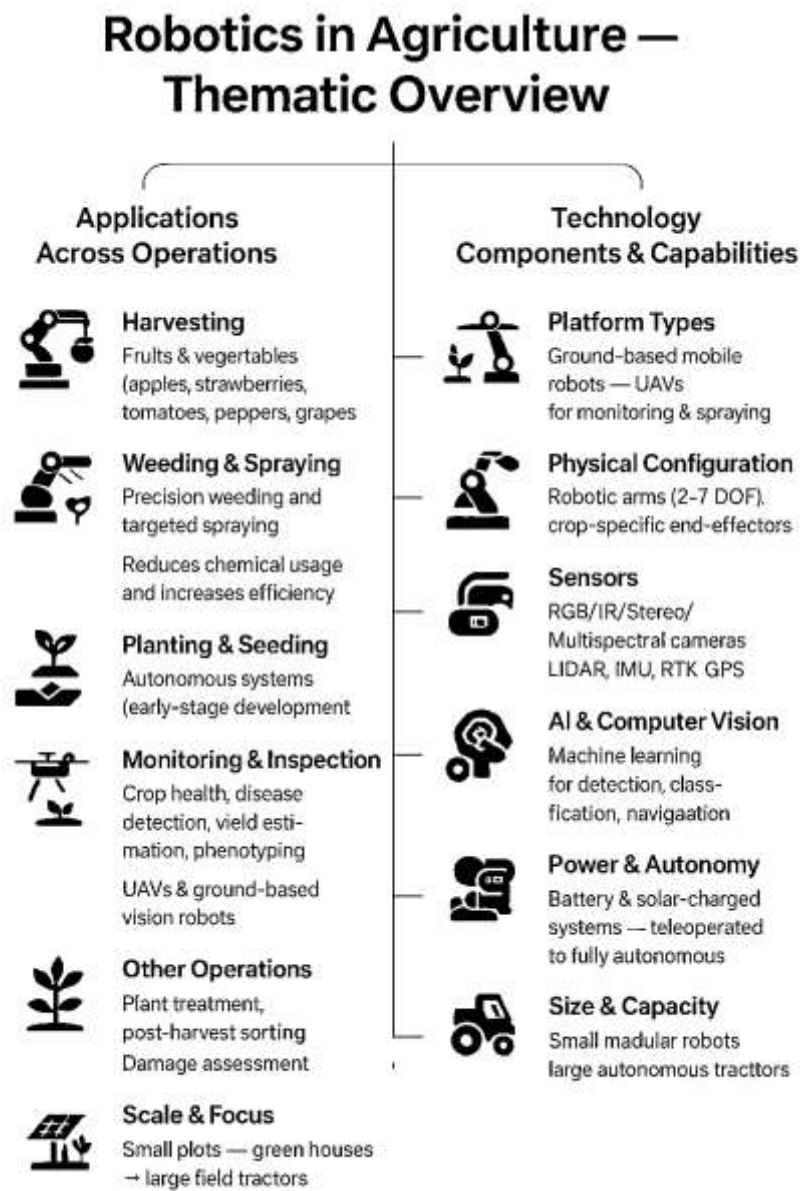 Robotics in Agriculture —
Thematic Overview
Applications
Across Operations
Harvesting
Fruits & vegertables
(apples, strawberries,
tomatoes, peppers, grapes
Weeding & Spraying
Precision weeding and
targeted spraying
Reduces chemical usage
and increases efficiency
Planting & Seeding
Autonomous systems
(early-stage development
Monitoring & Inspection
Crop health, disease
detection, vield esti-
mation, phenotyping
UAVs & ground-based
vision robots
Other Operations
Plant treatment,
post-harvest sorting
Damage assessment
Scale & Focus
Small plots — green houses
→ large field tractors
Technology
Components & Capabilities
Platform Types
Ground-based mobile
robots — UAVs
for monitoring & spraying
Physical Configuration
Robotic arms (2-7 DOF),
crop-specific end-effectors
Sensors
RGB/IR/Stereo/
Multispectral cameras
LIDAR, IMU, RTK GPS
AI & Computer Vision
Machine learning
for detection, class-
fication, navigaation
Power & Autonomy
Battery & solar-charged
systems — teleoperated
to fully autonomous
Size & Capacity
Small madular robots
large autonomous tracttors